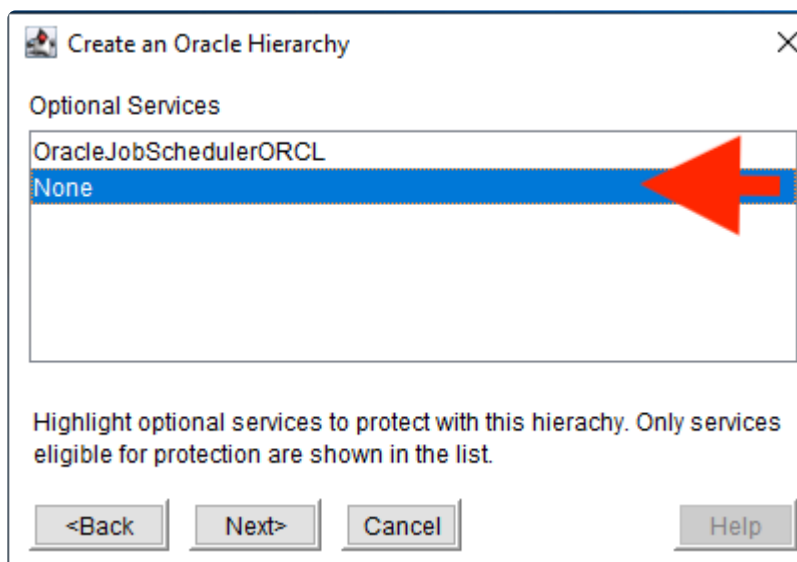 Create an Oracle Hierarchy
Optional Services
OracleJobSchedulerORCL
None
Highlight optional services to protect with this hierachy. Only services
eligible for protection are shown in the list.
<Back Next> Cancel Help